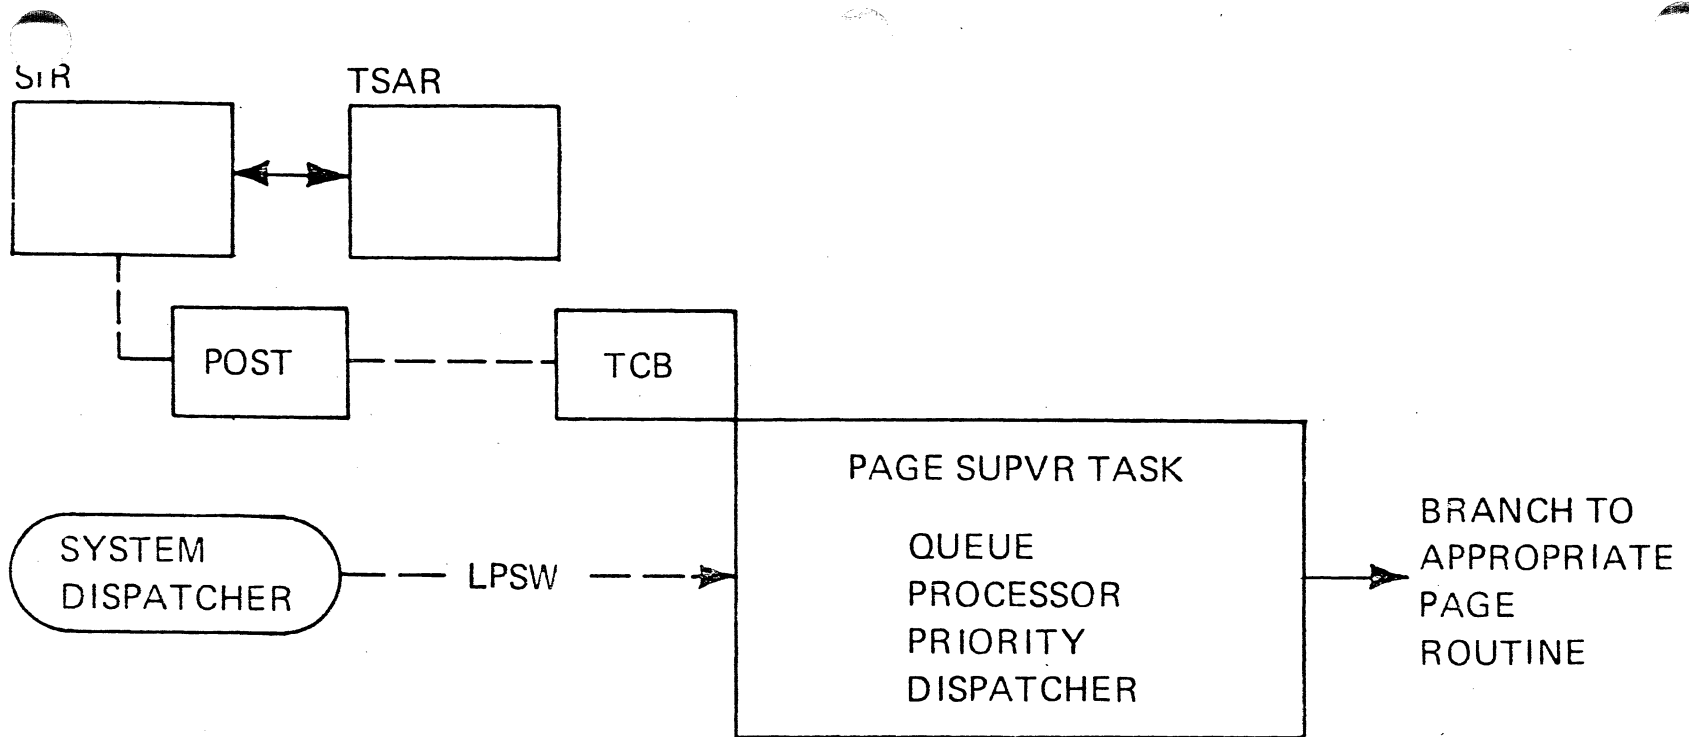 TSAR
POST
TCB
PAGE SUPVR TASK
QUEUE
PROCESSOR
PRIORITY
DISPATCHER
SYSTEM
DISPATCHER
LPSW
BRANCH TO
APPROPRIATE
PAGE
ROUTINE